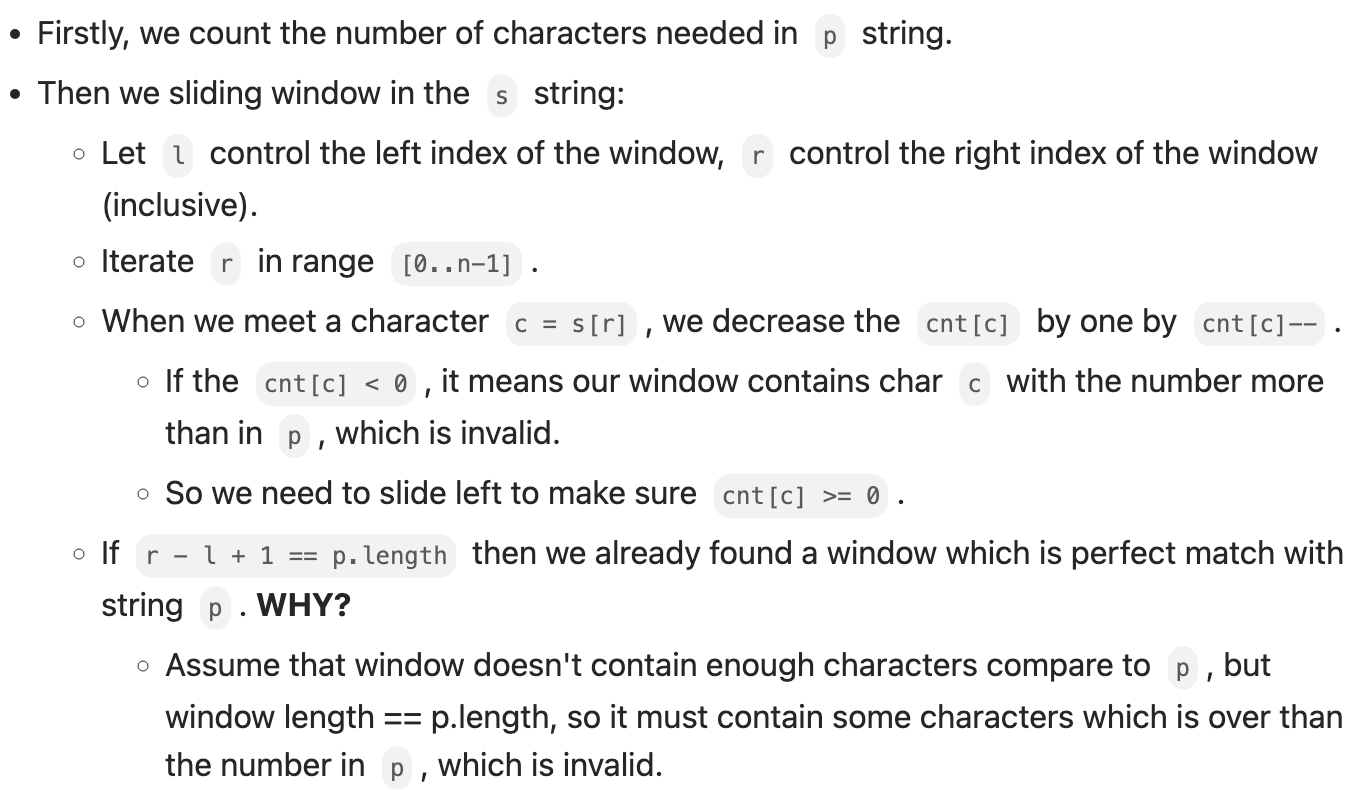 • Firstly, we count the number of characters needed in p string.
• Then we sliding window in the s string:
○ Let l control the left index of the window, r control the right index of the window
(inclusive).
○ Iterate r in range [0..n-1] .
○ When we meet a character c = s[r] , we decrease the cnt[c] by one by cnt[c]-- .
○ If the cnt[c] < 0 , it means our window contains char c with the number more
than in p , which is invalid.
○ So we need to slide left to make sure cnt[c] >= 0 .
○ If r - l + 1 == p.length then we already found a window which is perfect match with
string p . WHY?
○ Assume that window doesn't contain enough characters compare to p , but
window length == p.length, so it must contain some characters which is over than
the number in p , which is invalid.